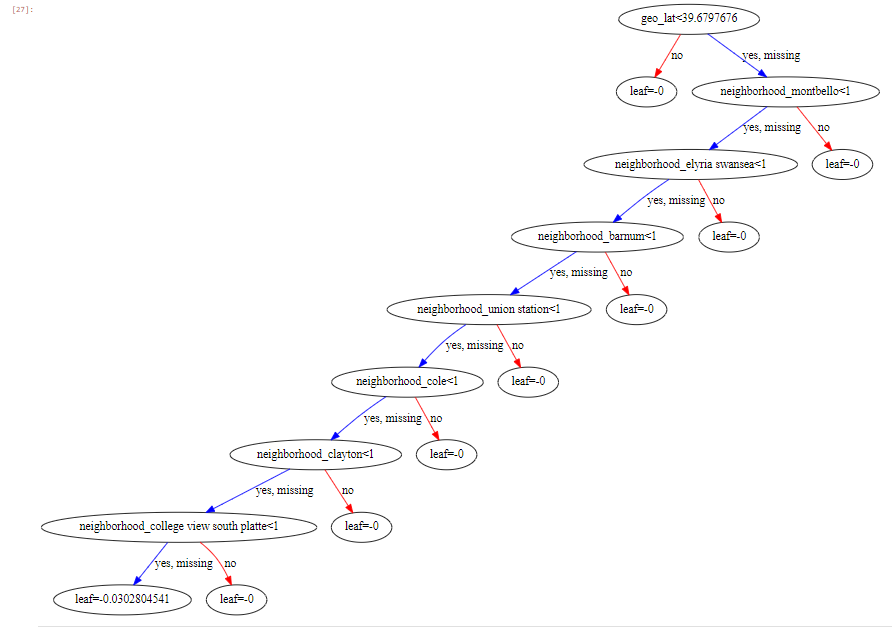 [27]:
geo_lat<39.6797676
no
yes, missing
leaf=-0
neighborhood_montbello<1
yes, missing
no
neighborhood_elyria swansea<1
leaf=-0
yes, missing
no
neighborhood_barnum<1
leaf=-0
yes, missing
no
neighborhood_union station<1
leaf=-0
yes, missing
no
neighborhood_cole<1
leaf=-0
yes, missing
no
neighborhood_clayton<1
leaf=-0
yes, missing
no
neighborhood_college view south platte<1
leaf=-0
yes, missing
no
leaf=-0.0302804541
leaf=-0